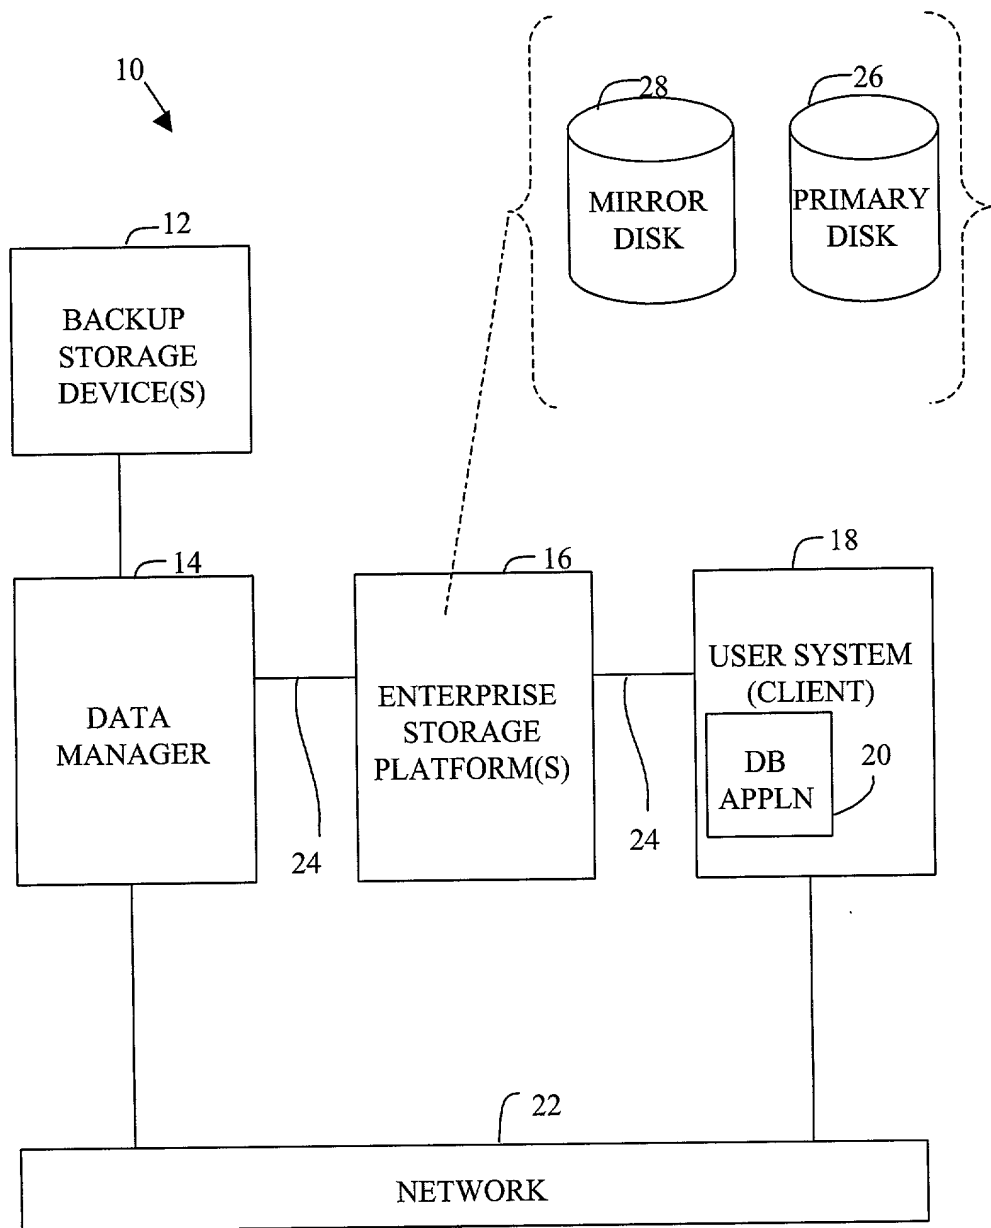 10
28
26
MIRROR
DISK
PRIMARY
DISK
12
BACKUP
STORAGE
DEVICE(S)
14
16
18
DATA
MANAGER
ENTERPRISE
STORAGE
PLATFORM(S)
USER SYSTEM
(CLIENT)
DB
APPLN
20
24
24
22
NETWORK